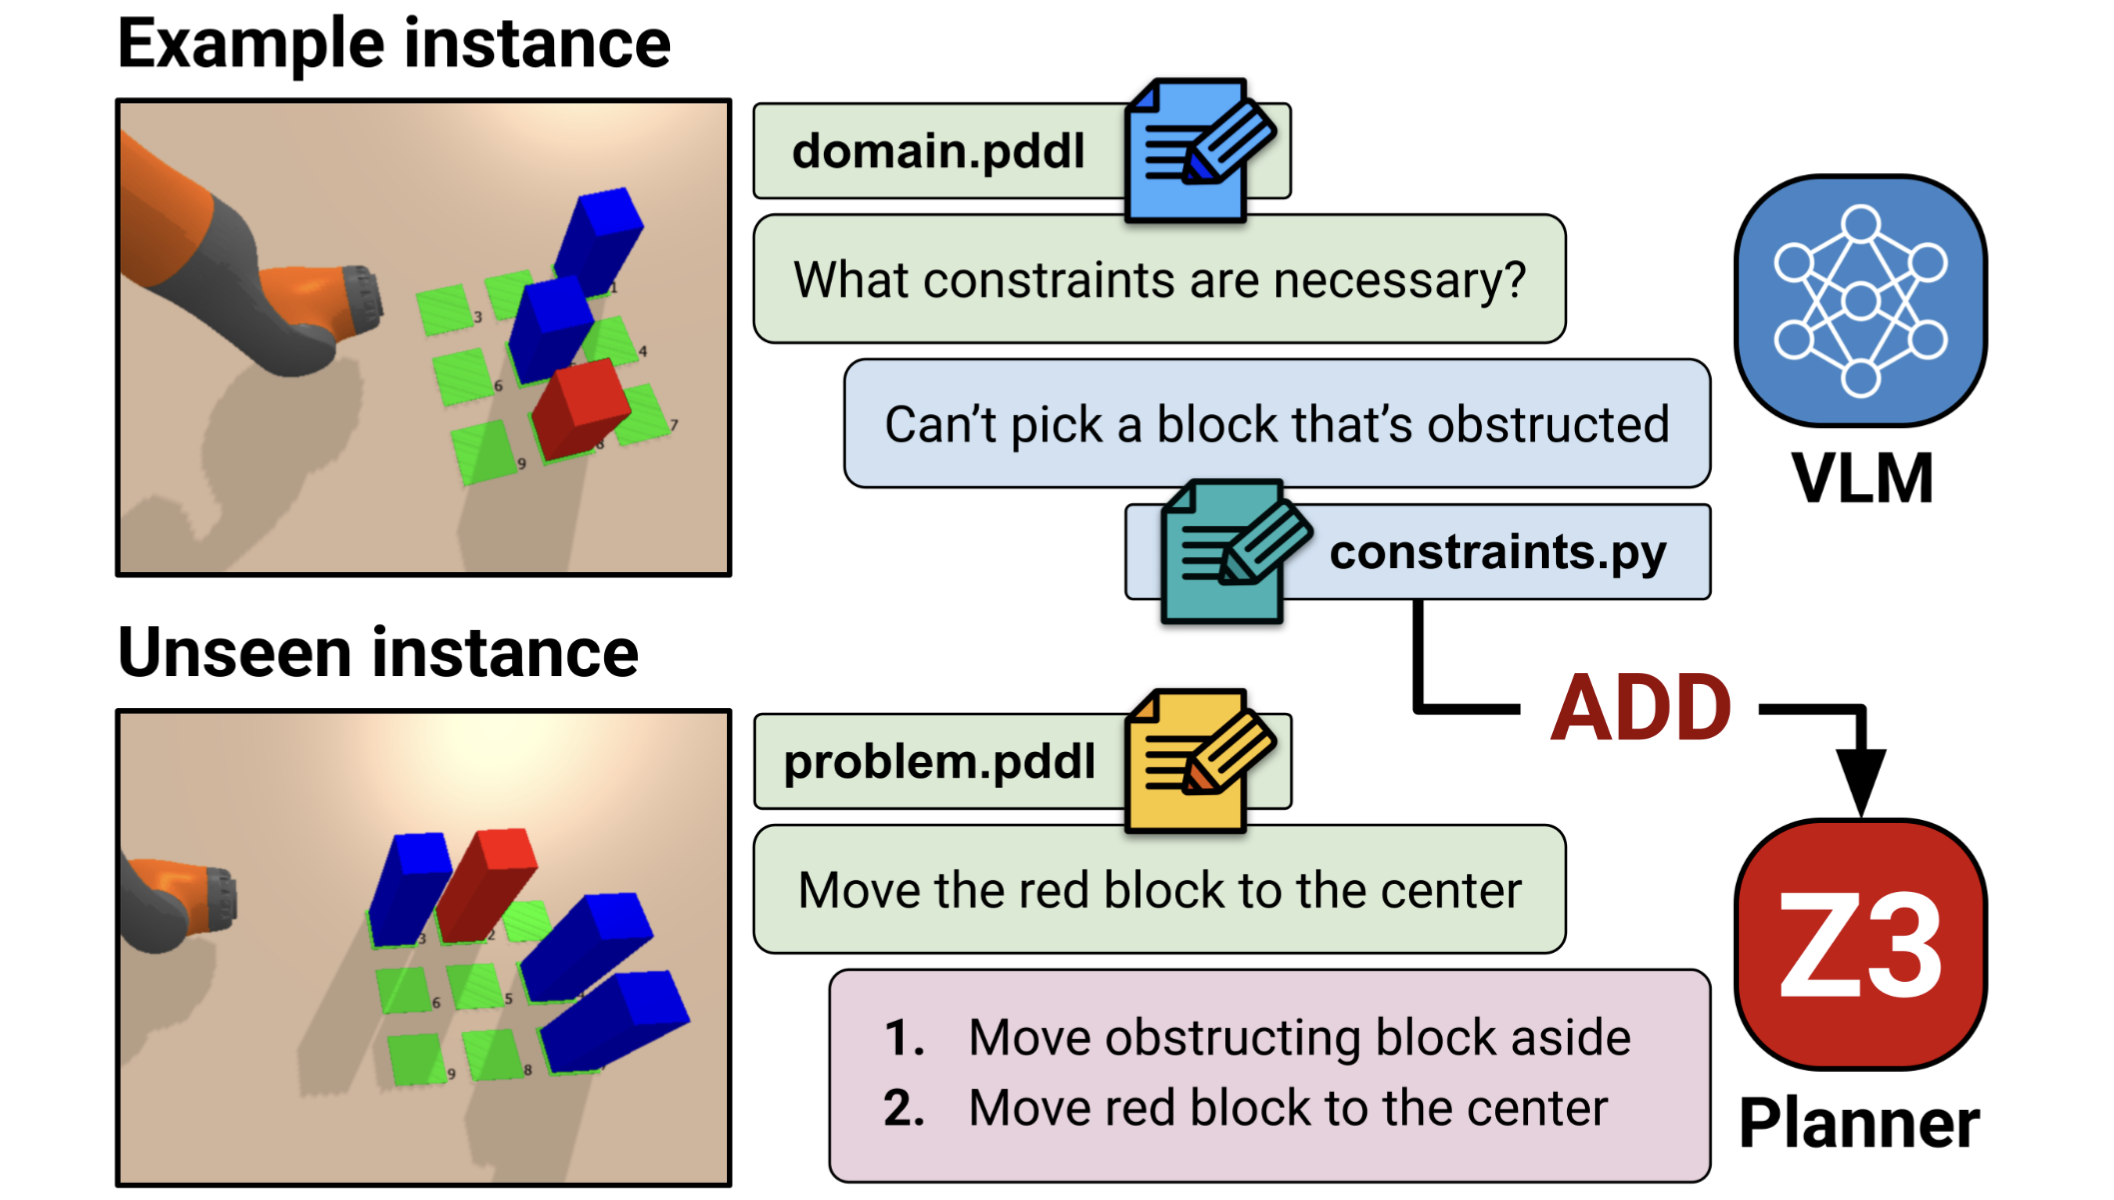 Example instance
domain.pddl
1
3
4
6
7
8
9
What constraints are necessary?
Can't pick a block that's obstructed
VLM
constraints.py
Unseen instance
ADD
problem.pddl
Move the red block to the center
3
2
6
5
9
8
Z3
1. Move obstructing block aside
2. Move red block to the center
Planner